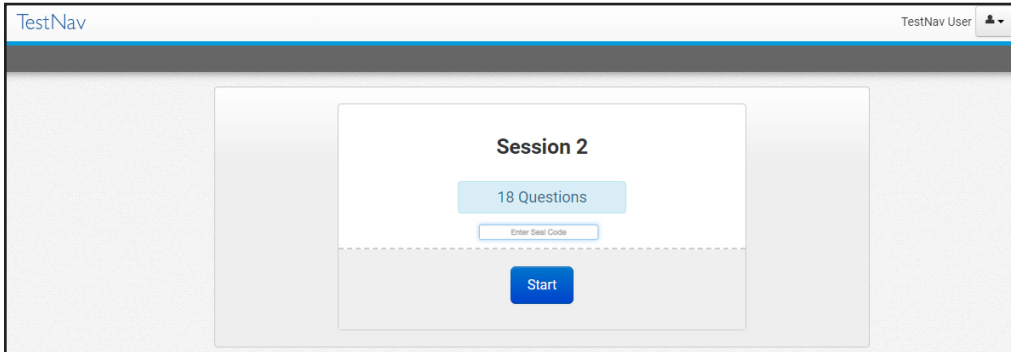 TestNav
TestNav User
Session 2
18 Questions
Enter Seal Code
Start